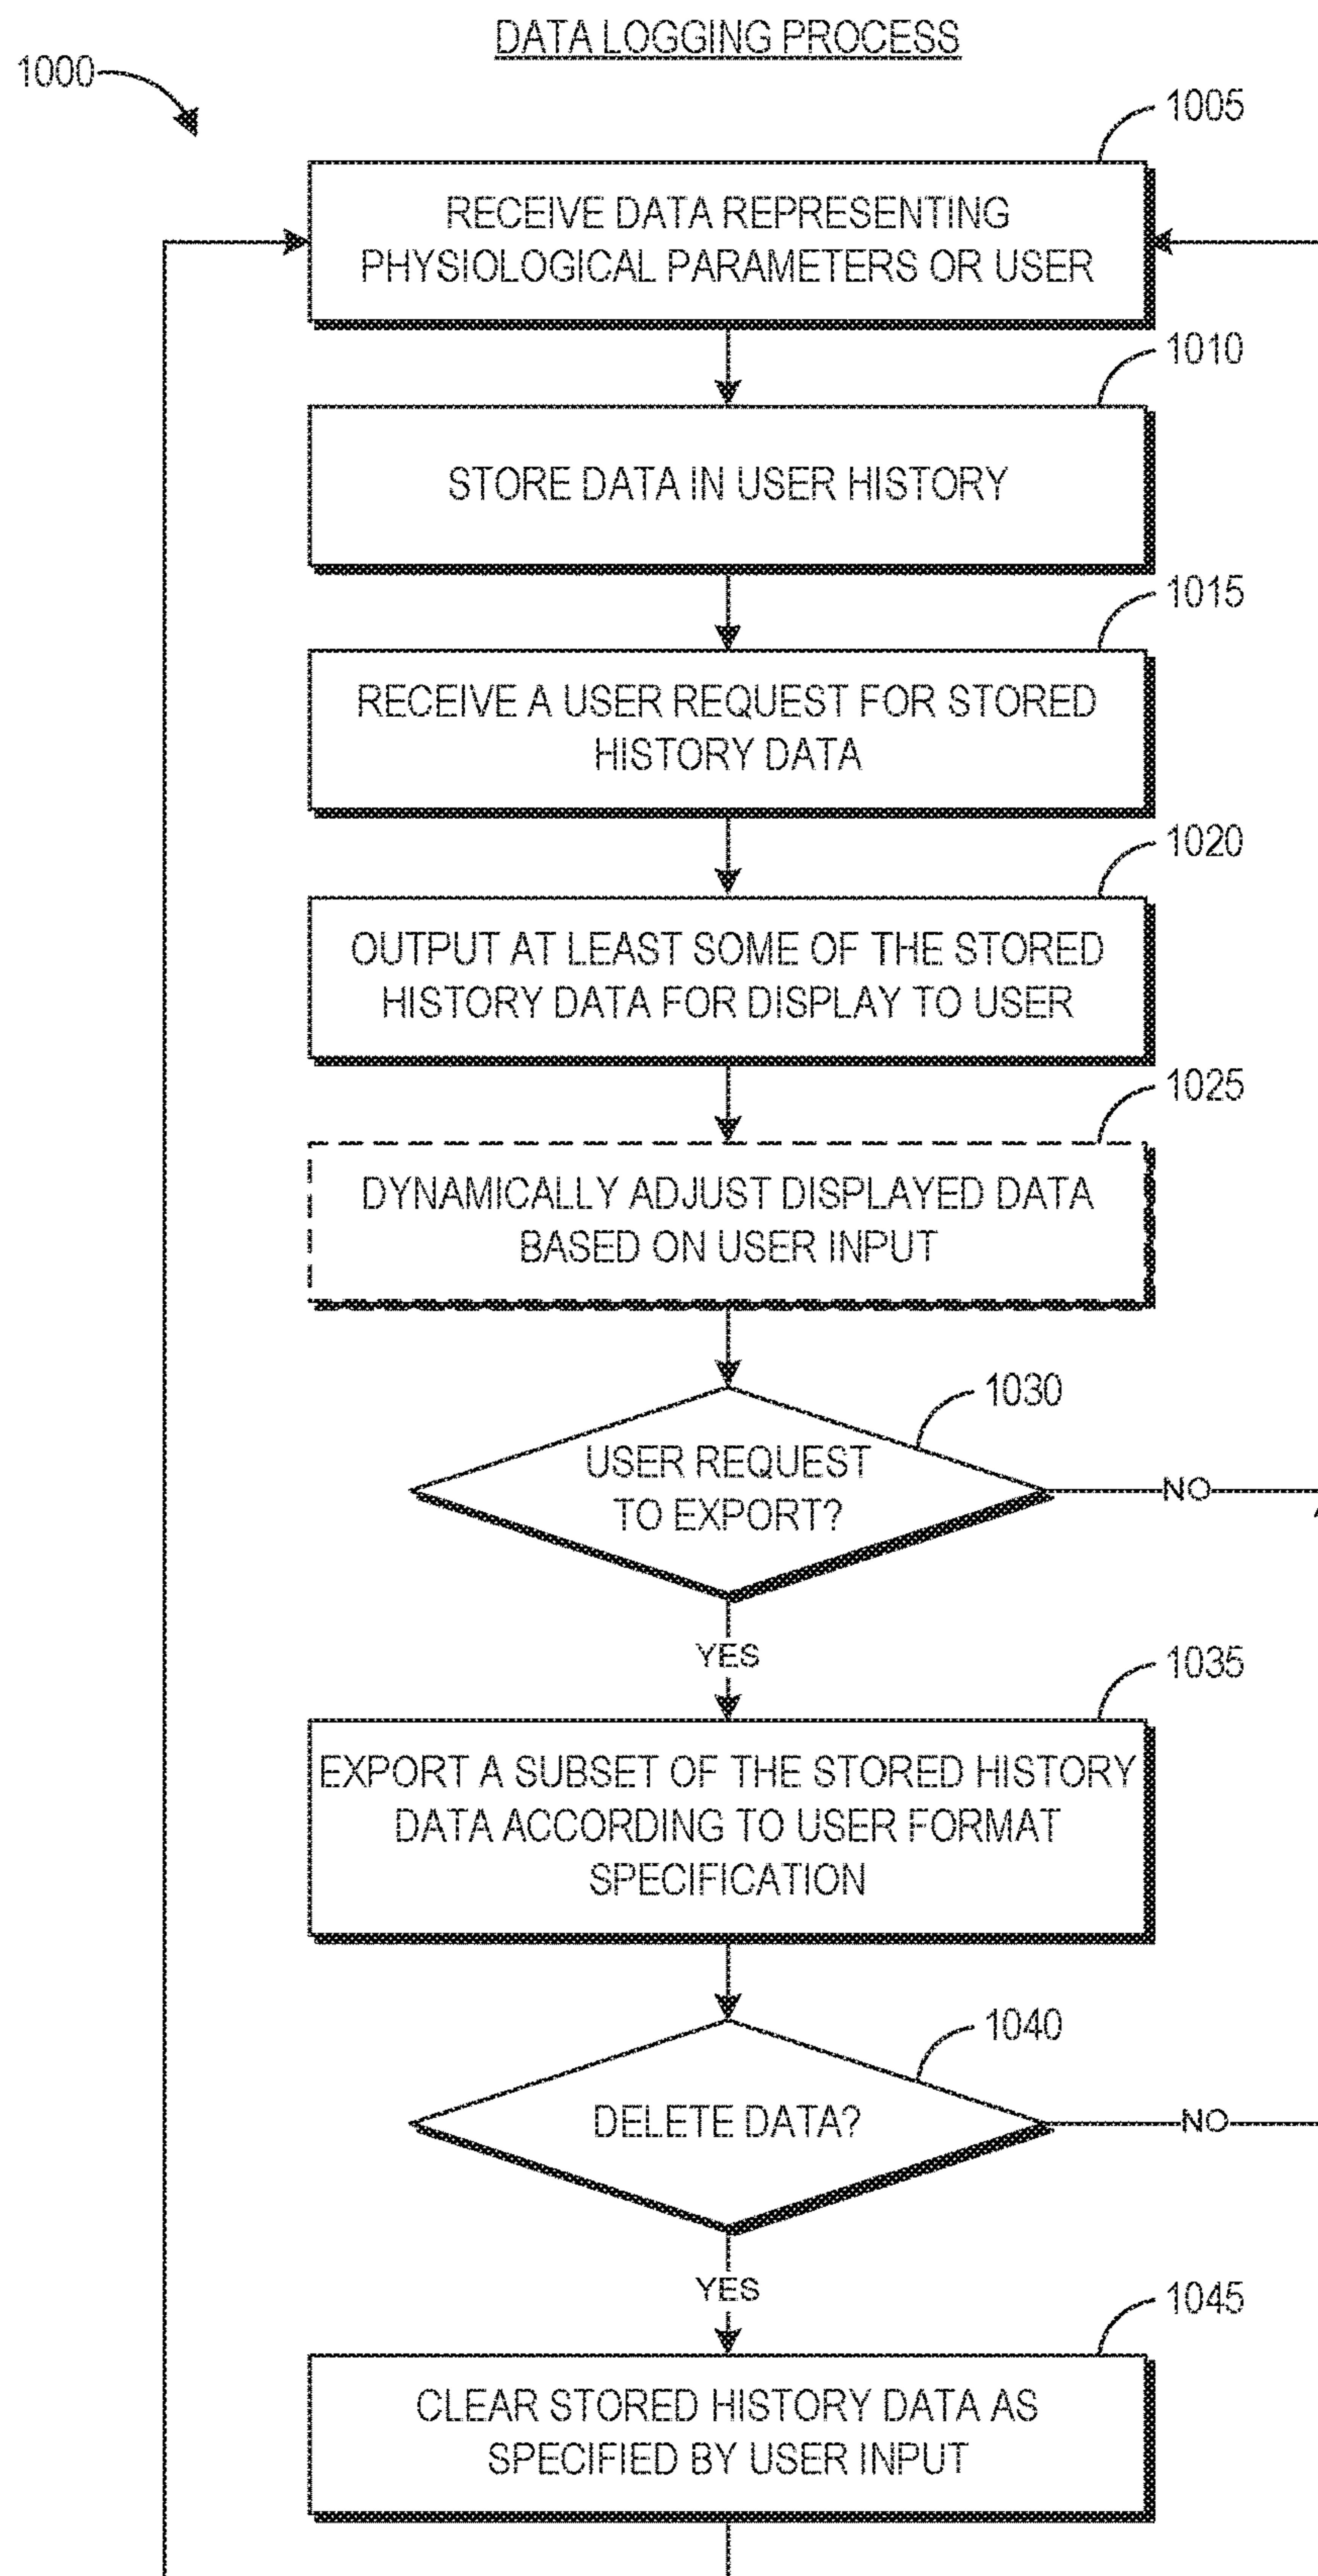 DATA LOGGING PROCESS
1000
1005
RECEIVE DATA REPRESENTING
PHYSIOLOGICAL PARAMETERS OR USER
1010
STORE DATA IN USER HISTORY
1015
RECEIVE A USER REQUEST FOR STORED
HISTORY DATA
1020
OUTPUT AT LEAST SOME OF THE STORED
HISTORY DATA FOR DISPLAY TO USER
1025
DYNAMICALLY ADJUST DISPLAYED DATA
BASED ON USER INPUT
1030
USER REQUEST
TO EXPORT?
NO
YES
1035
EXPORT A SUBSET OF THE STORED HISTORY
DATA ACCORDING TO USER FORMAT
SPECIFICATION
1040
DELETE DATA?
NO
YES
1045
CLEAR STORED HISTORY DATA AS
SPECIFIED BY USER INPUT